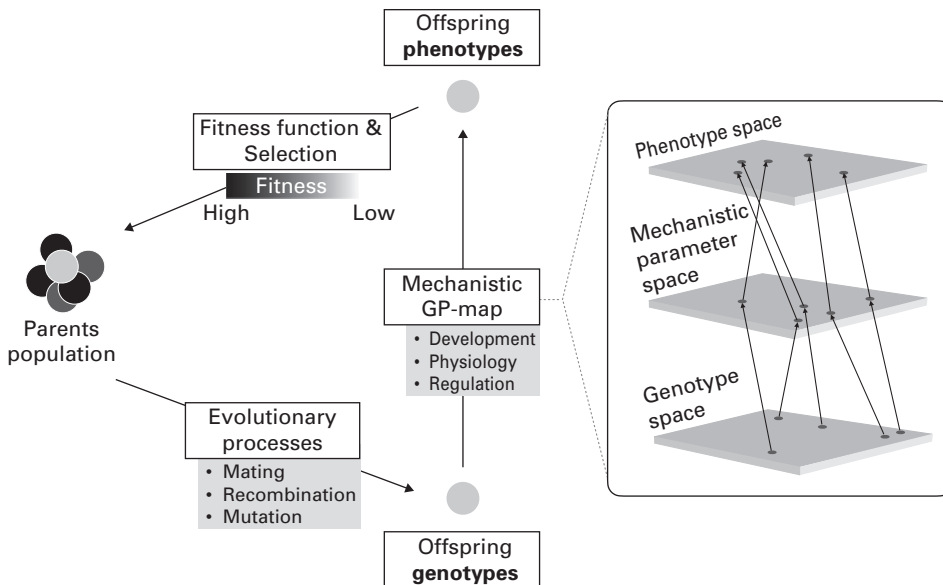 Offspring
phenotypes
Fitness function &
Selection
Fitness
High
Low
Parents
population
Mechanistic
GP-map
• Development
• Physiology
• Regulation
Evolutionary
processes
• Mating
• Recombination
• Mutation
Offspring
genotypes
Phenotype space
Mechanistic
parameter
space
Genotype
space